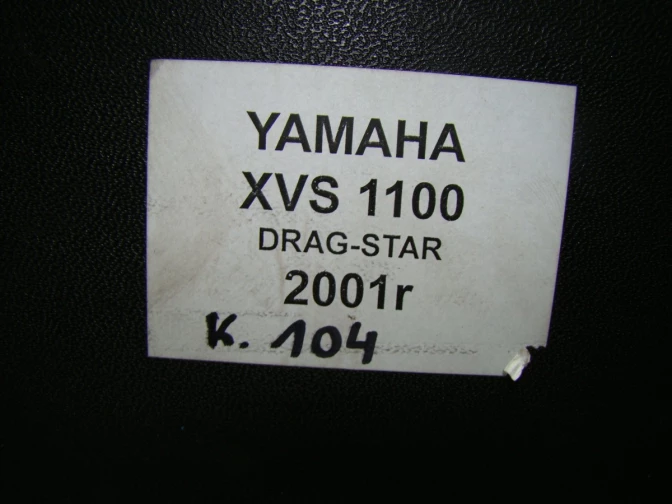 YAMAHA
XVS 1100
DRAG-STAR
2001r
K. 104